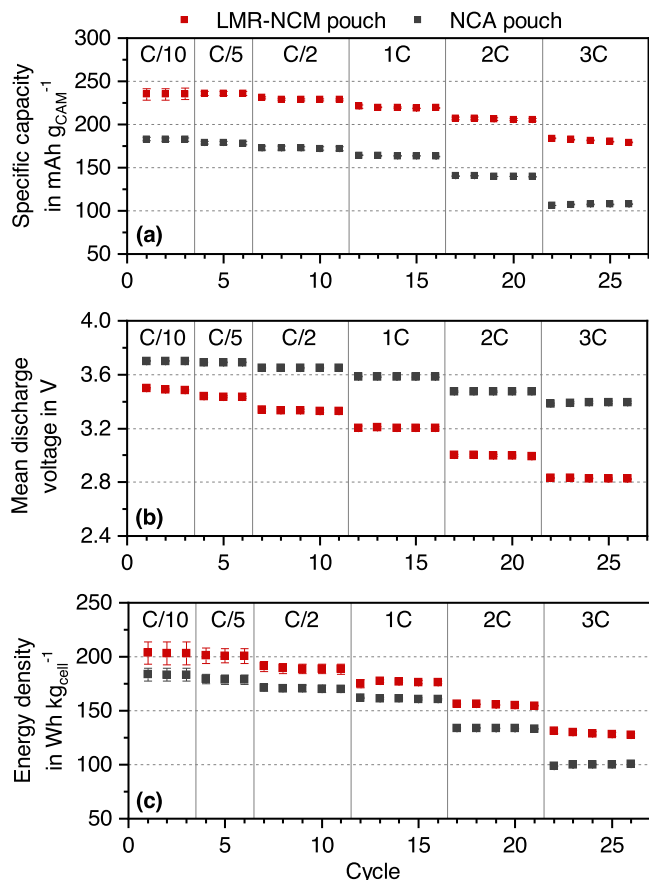 LMR-NCM pouch NCA pouch
300
250
200
150
100
50
Specific capacity
in mAh g_CAM^-1
C/10 C/5 C/2 1C 2C 3C
(a)
0 5 10 15 20 25
4.0
3.6
3.2
2.8
2.4
Mean discharge
voltage in V
C/10 C/5 C/2 1C 2C 3C
(b)
0 5 10 15 20 25
250
200
150
100
50
Energy density
in Wh kg_cell^-1
C/10 C/5 C/2 1C 2C 3C
(c)
0 5 10 15 20 25
Cycle